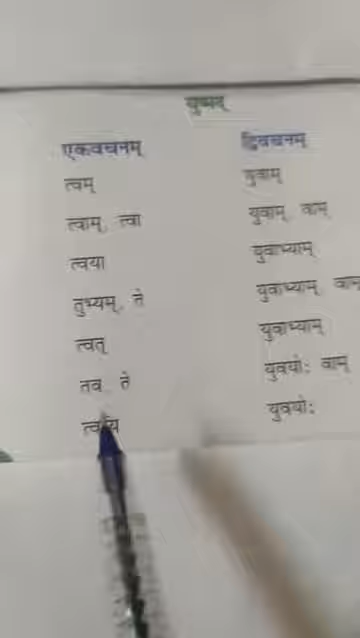 युष्मद्
एकवचनम् द्विवचनम्
त्वम् युवाम्
त्वाम्, त्वा युवाम्, वाम्
त्वया युवाभ्याम्
तुभ्यम्, ते युवाभ्याम्, वाम्
त्वत् युवाभ्याम्
तव, ते युवयोः वाम्
युवयोः